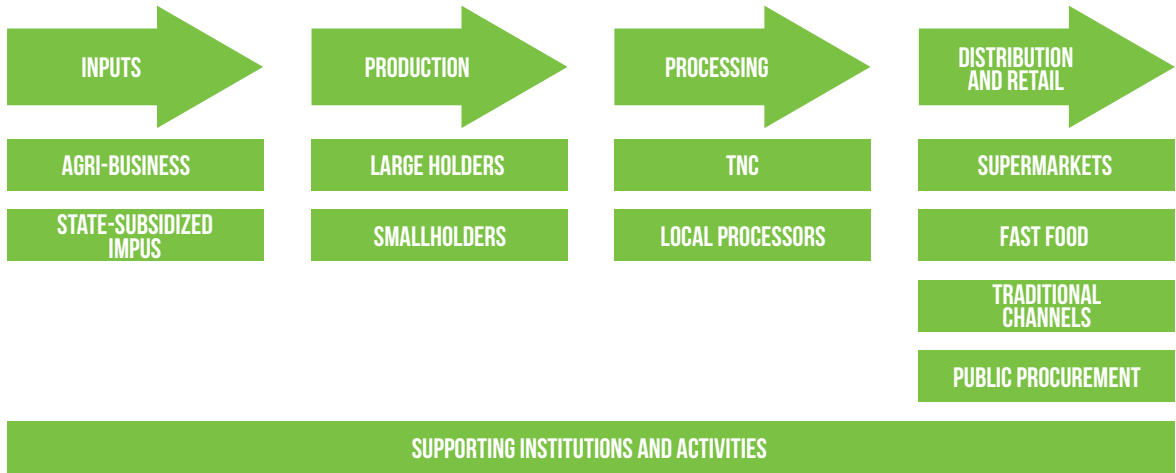 INPUTS
PRODUCTION
PROCESSING
DISTRIBUTION
AND RETAIL
AGRI-BUSINESS
LARGE HOLDERS
TNC
SUPERMARKETS
STATE-SUBSIDIZED
IMPUS
SMALLHOLDERS
LOCAL PROCESSORS
FAST FOOD
TRADITIONAL
CHANNELS
PUBLIC PROCUREMENT
SUPPORTING INSTITUTIONS AND ACTIVITIES